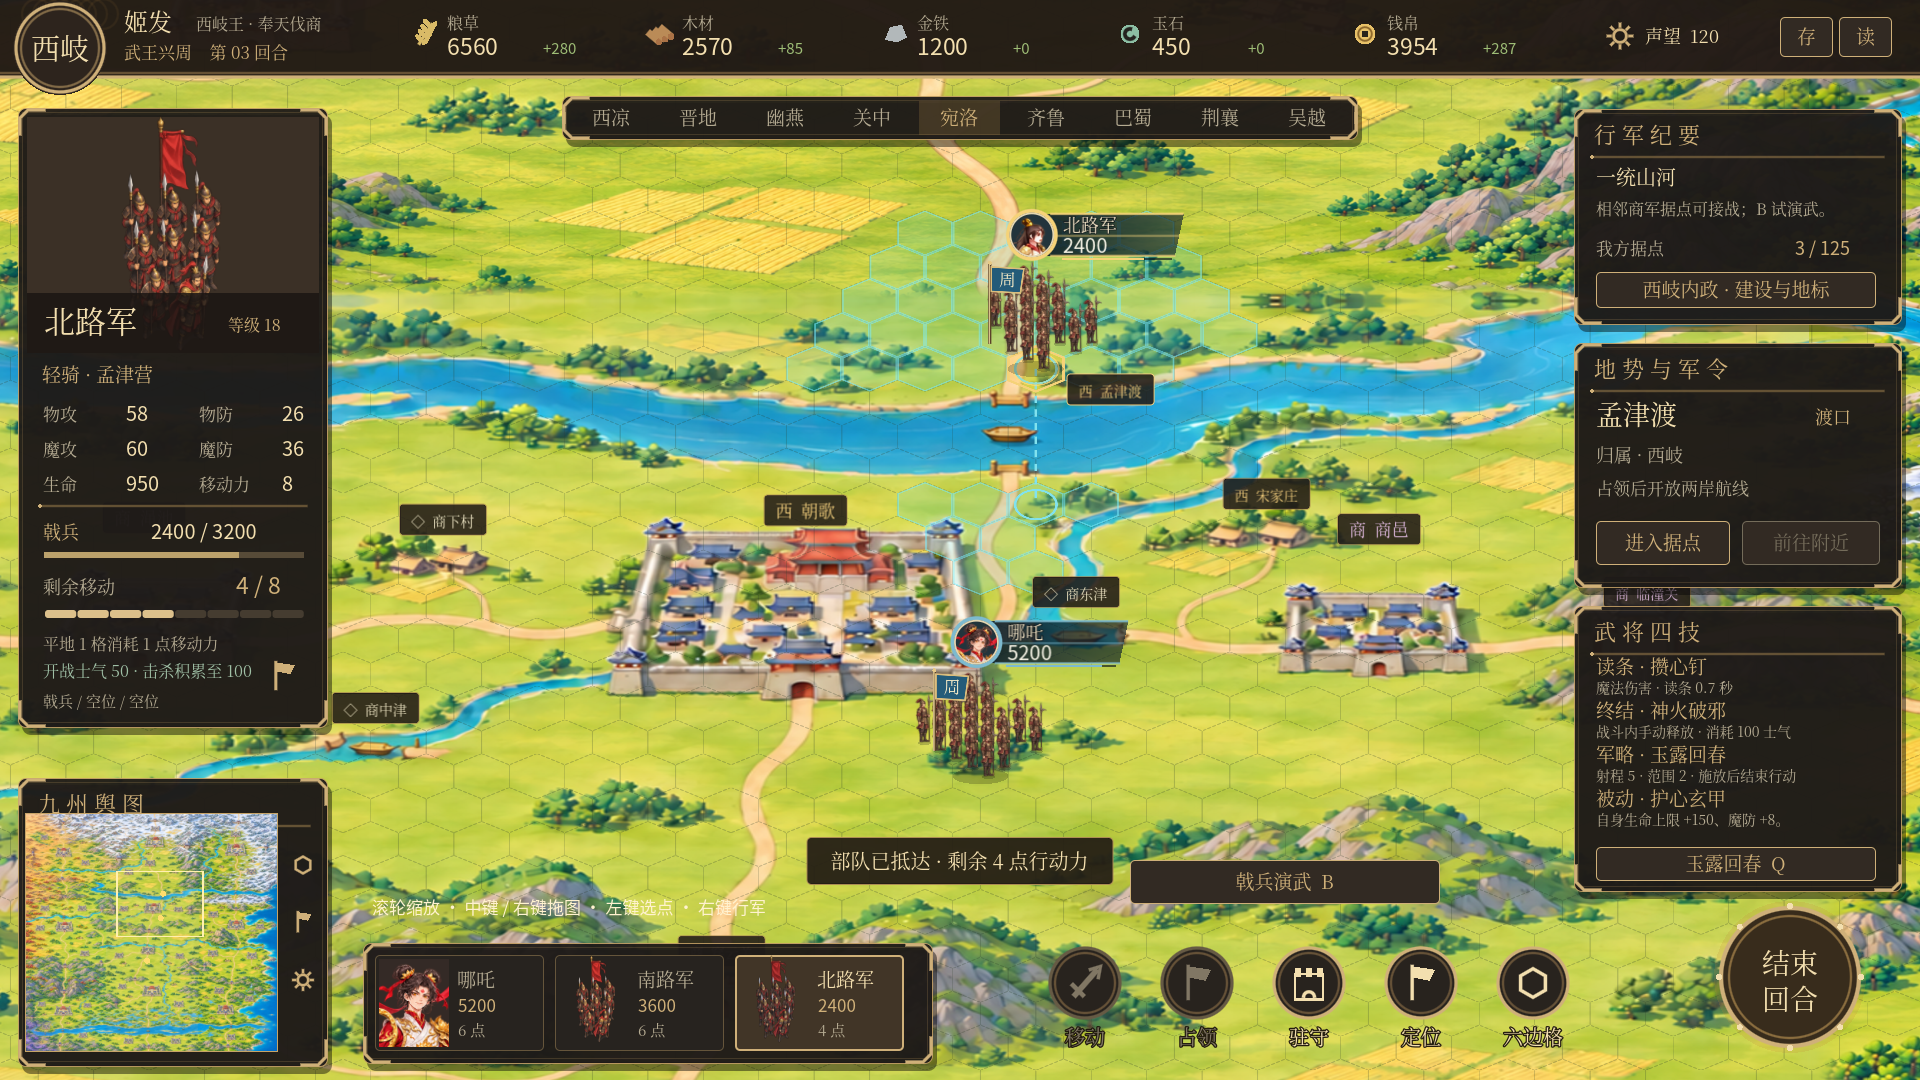 西岐
姬发 西岐王 · 奉天伐商
武王兴周 第 03 回合
粮草
6560 +280
木材
2570 +85
金铁
1200 +0
玉石
450 +0
钱帛
3954 +287
声望 120
存 读
西凉 晋地 幽燕 关中 宛洛 齐鲁 巴蜀 荆襄 吴越
北路军 等级 18
轻骑 · 孟津营
物攻 58 物防 26
魔攻 60 魔防 36
生命 950 移动力 8
戟兵 2400 / 3200
剩余移动 4 / 8
平地 1 格消耗 1 点移动力
开战士气 50 · 击杀积累至 100
戟兵 / 空位 / 空位
九州舆图
北路军
2400
周
西 孟津渡
西 朝歌
◇ 商下村
西 宋家庄
商 商邑
◇ 商东津
哪吒
5200
周
◇ 商中津
行军纪要
一统山河
相邻商军据点可接战；B 试演武。
我方据点 3 / 125
西岐内政 · 建设与地标
地势与军令
孟津渡 渡口
归属 · 西岐
占领后开放两岸航线
进入据点 前往附近
商 临潼关
武将四技
读条 · 攒心钉
魔法伤害 · 读条 0.7 秒
终结 · 神火破邪
战斗内手动释放 · 消耗 100 士气
军略 · 玉露回春
射程 5 · 范围 2 · 施放后结束行动
被动 · 护心玄甲
自身生命上限 +150、魔防 +8。
玉露回春 Q
部队已抵达 · 剩余 4 点行动力
戟兵演武 B
滚轮缩放 · 中键 / 右键拖图 · 左键选点 · 右键行军
哪吒
5200
6 点
南路军
3600
6 点
北路军
2400
4 点
移动 占领 驻守 定位 六边格
结束
回合